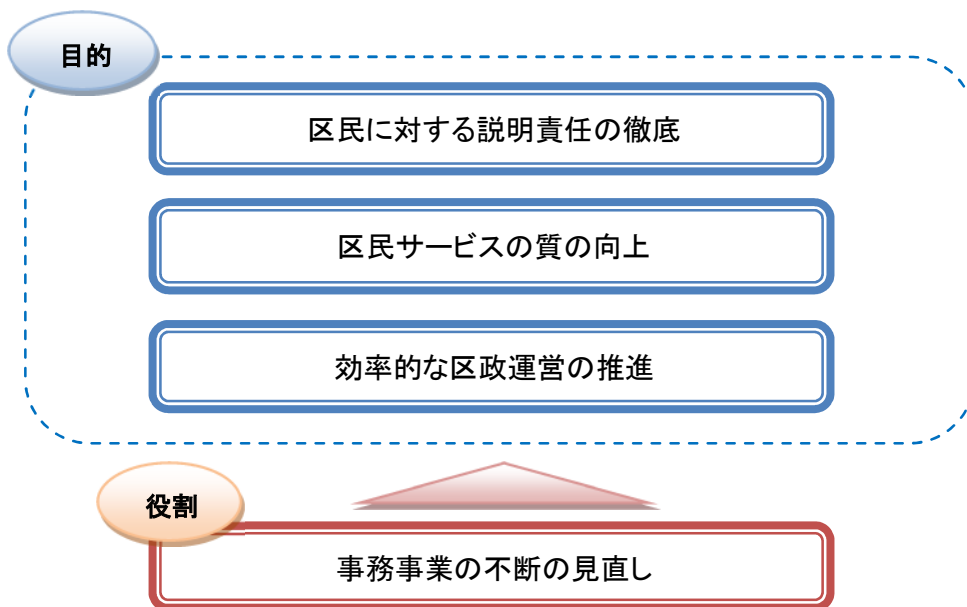 目的
区民に対する説明責任の徹底
区民サービスの質の向上
効率的な区政運営の推進
役割
事務事業の不断の見直し